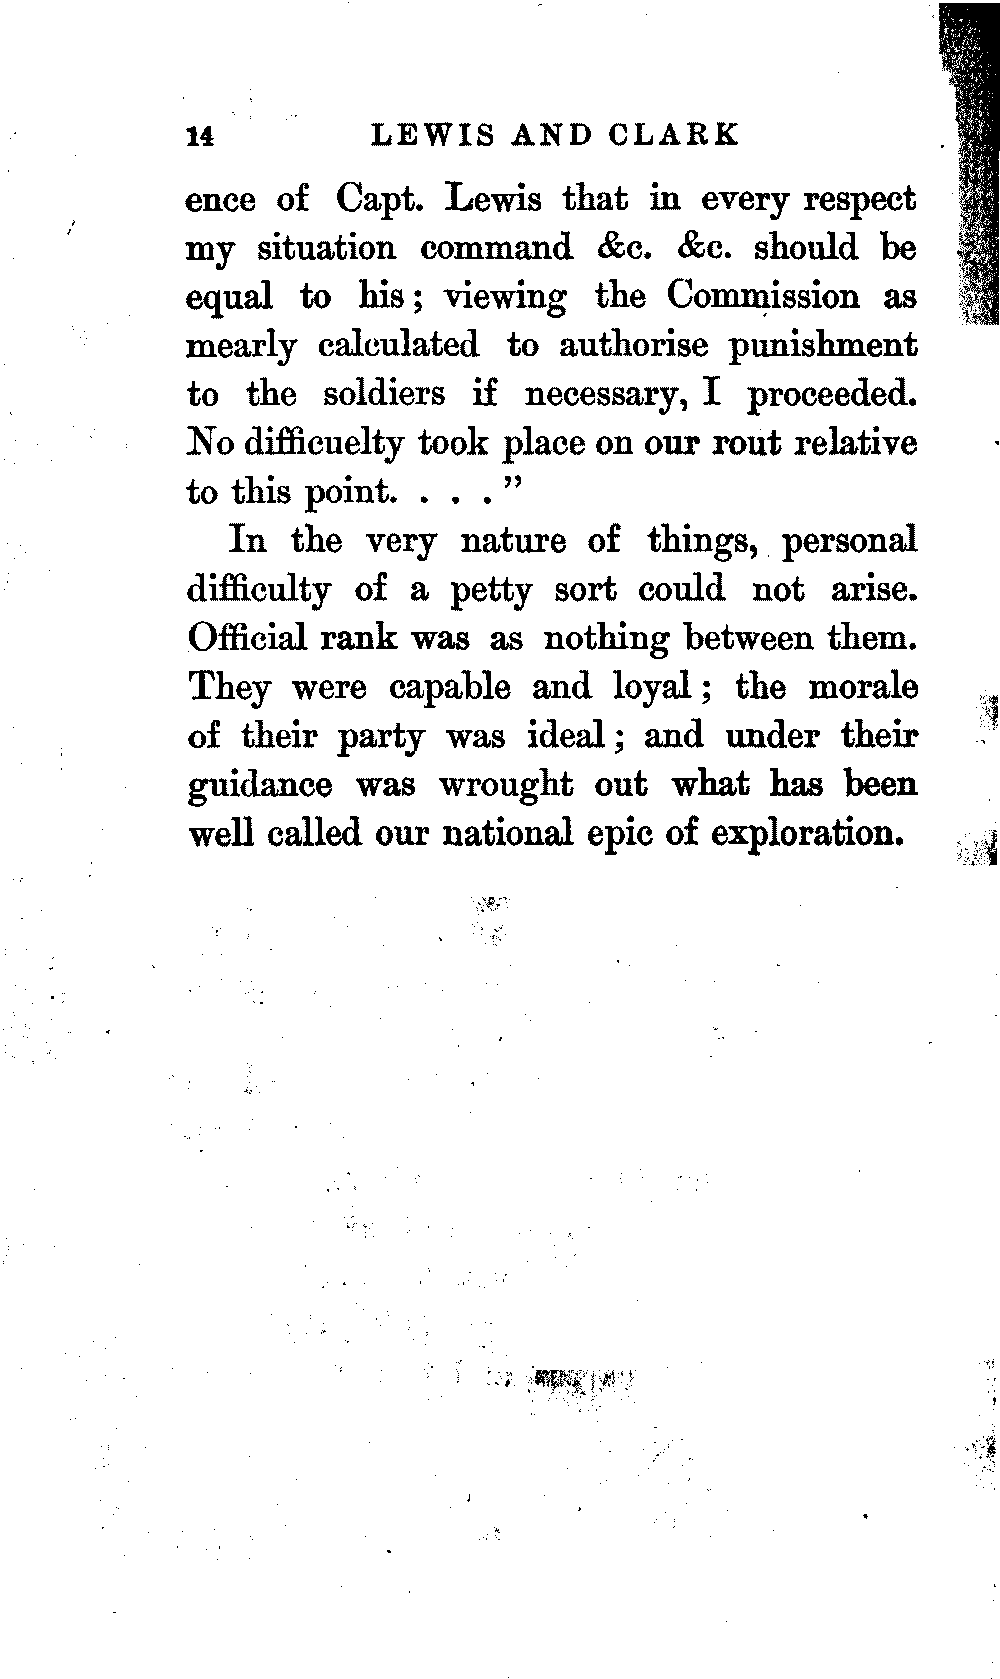 14 LEWIS AND CLARK
ence of Capt. Lewis that in every respect
my situation command &c. &c. should be
equal to his; viewing the Commission as
mearly calculated to authorise punishment
to the soldiers if necessary, I proceeded.
No difficuelty took place on our rout relative
to this point. . . . "
In the very nature of things, personal
difficulty of a petty sort could not arise.
Official rank was as nothing between them.
They were capable and loyal; the morale
of their party was ideal; and under their
guidance was wrought out what has been
well called our national epic of exploration.